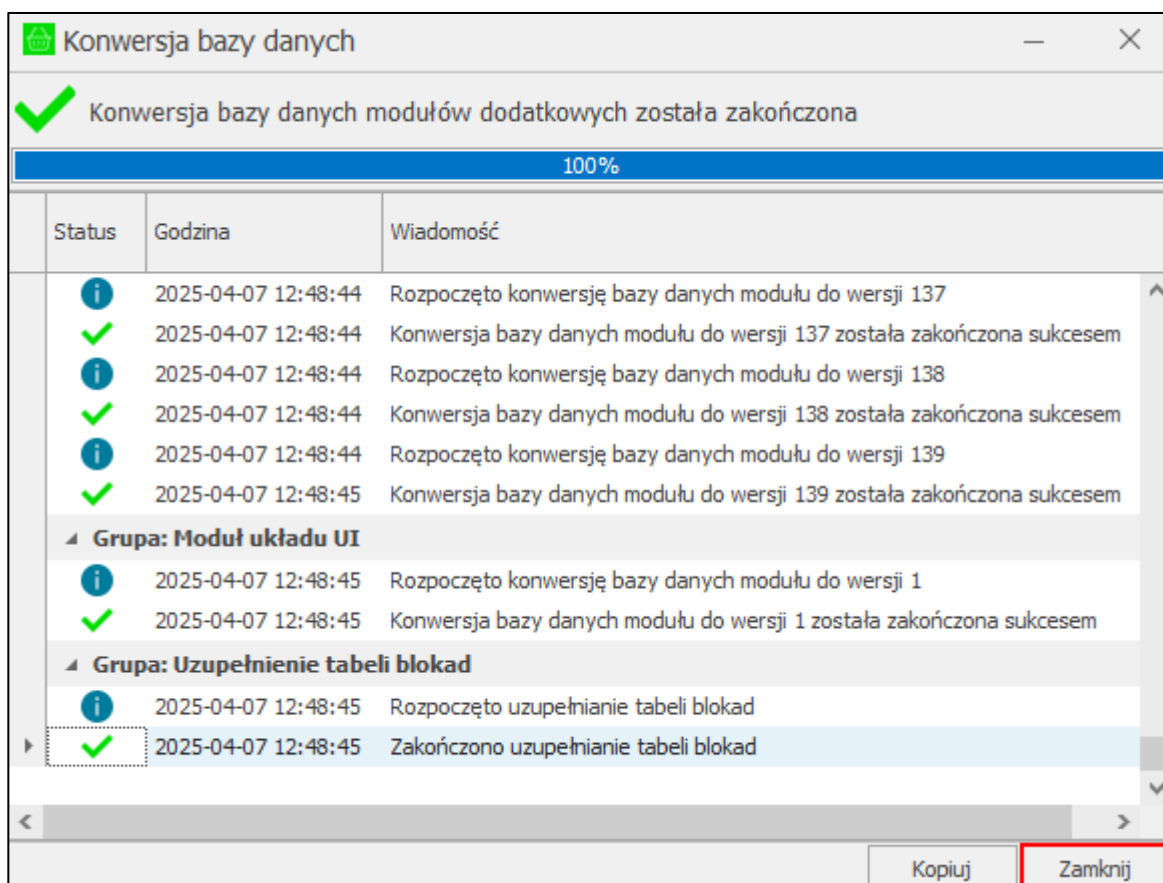 Konwersja bazy danych
Konwersja bazy danych modułów dodatkowych została zakończona
100%
Status Godzina Wiadomość
2025-04-07 12:48:44 Rozpoczęto konwersję bazy danych modułu do wersji 137
2025-04-07 12:48:44 Konwersja bazy danych modułu do wersji 137 została zakończona sukcesem
2025-04-07 12:48:44 Rozpoczęto konwersję bazy danych modułu do wersji 138
2025-04-07 12:48:44 Konwersja bazy danych modułu do wersji 138 została zakończona sukcesem
2025-04-07 12:48:44 Rozpoczęto konwersję bazy danych modułu do wersji 139
2025-04-07 12:48:45 Konwersja bazy danych modułu do wersji 139 została zakończona sukcesem
Grupa: Moduł układu UI
2025-04-07 12:48:45 Rozpoczęto konwersję bazy danych modułu do wersji 1
2025-04-07 12:48:45 Konwersja bazy danych modułu do wersji 1 została zakończona sukcesem
Grupa: Uzupełnienie tabeli blokad
2025-04-07 12:48:45 Rozpoczęto uzupełnianie tabeli blokad
2025-04-07 12:48:45 Zakończono uzupełnianie tabeli blokad
Kopiuj Zamknij